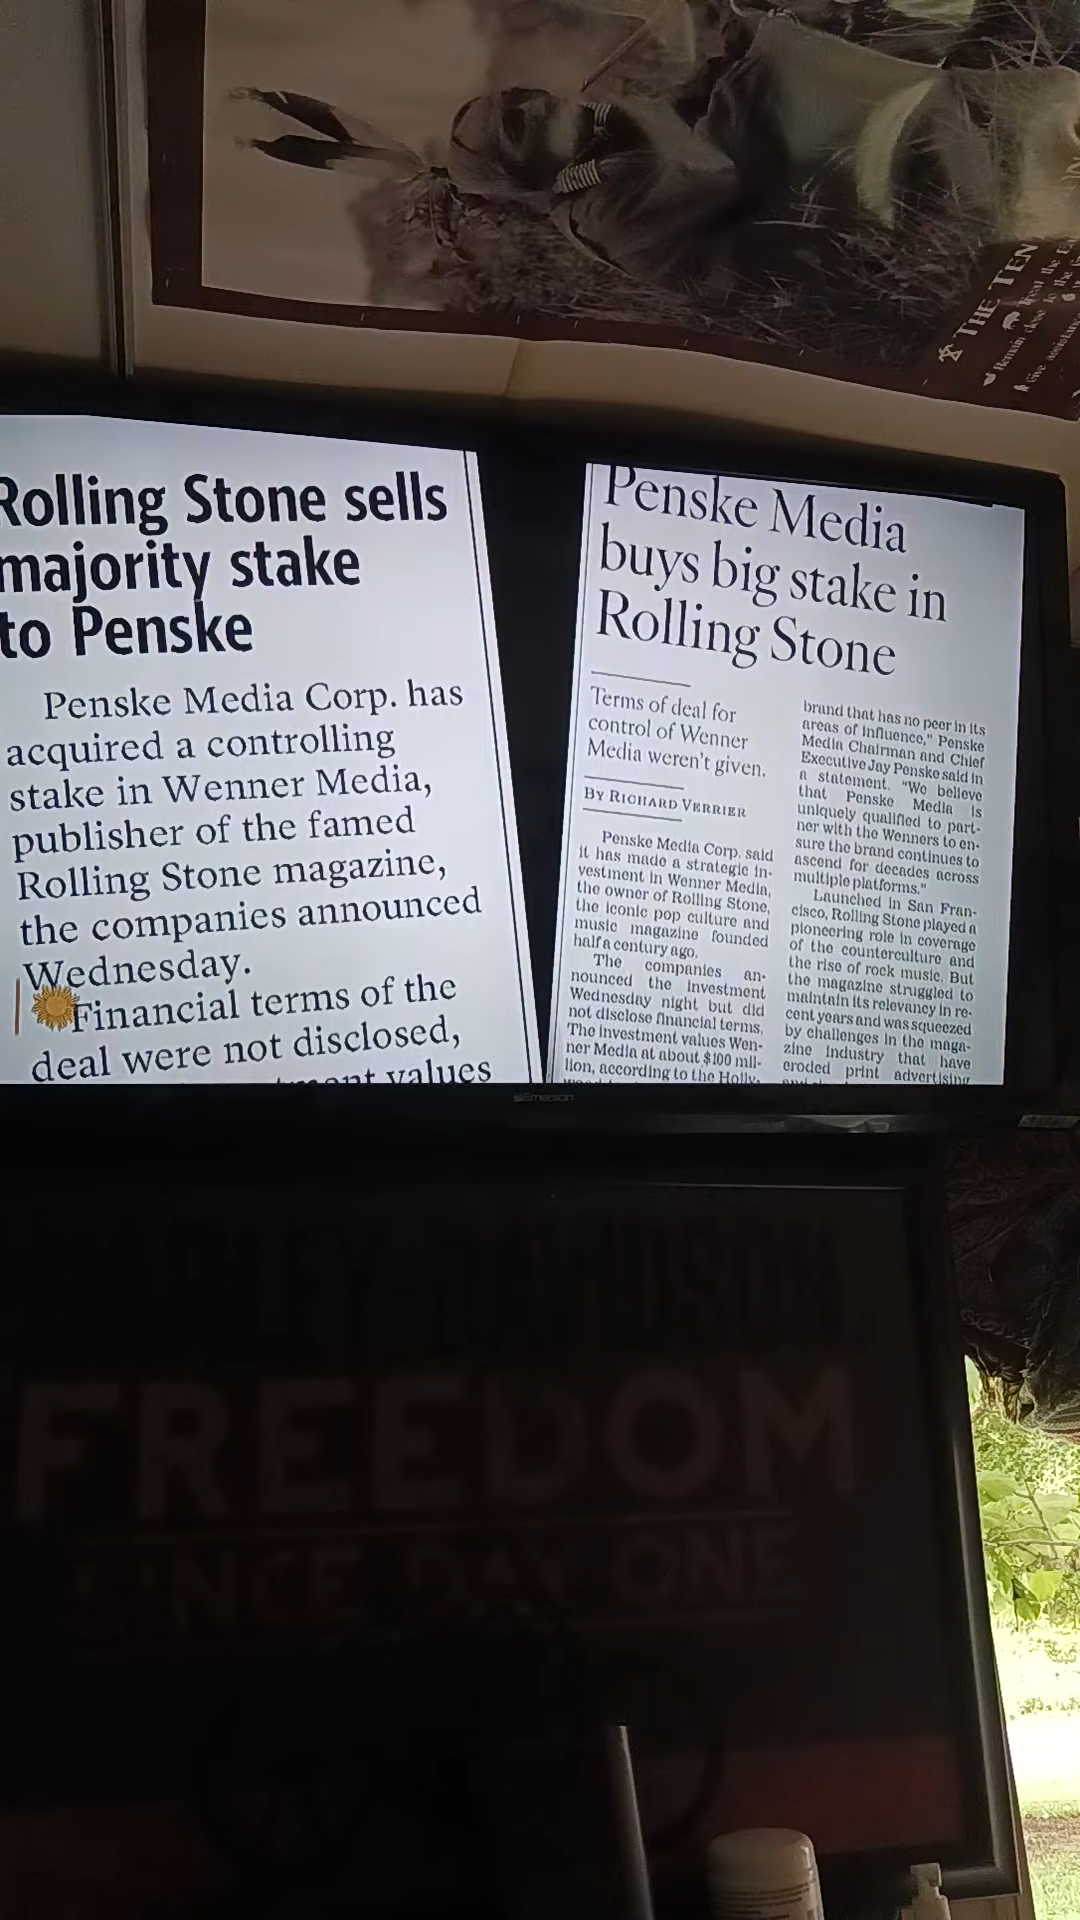 THE TEN
Rolling Stone sells
majority stake
to Penske
Penske Media Corp. has
acquired a controlling
stake in Wenner Media,
publisher of the famed
Rolling Stone magazine,
the companies announced
Wednesday.
Financial terms of the
deal were not disclosed,
values
Penske Media
buys big stake in
Rolling Stone
Terms of deal for
control of Wenner
Media weren't given.
By Richard Verrier
Penske Media Corp. said
it has made a strategic in-
vestment in Wenner Media,
the owner of Rolling Stone,
the iconic pop culture and
music magazine founded
half a century ago.
The companies an-
nounced the investment
Wednesday night but did
not disclose financial terms.
The investment values Wen-
ner Media at about $100 mil-
lion, according to the Holly-
brand that has no peer in its
areas of influence," Penske
Media Chairman and Chief
Executive Jay Penske said in
a statement. "We believe
that Penske Media is
uniquely qualified to part-
ner with the Wenners to en-
sure the brand continues to
ascend for decades across
multiple platforms."
Launched in San Fran-
cisco, Rolling Stone played a
pioneering role in coverage
of the counterculture and
the rise of rock music. But
the magazine struggled to
maintain its relevancy in re-
cent years and was squeezed
by challenges in the maga-
zine industry that have
eroded print advertising
Emerson
FREEDOM
SINCE DAY ONE